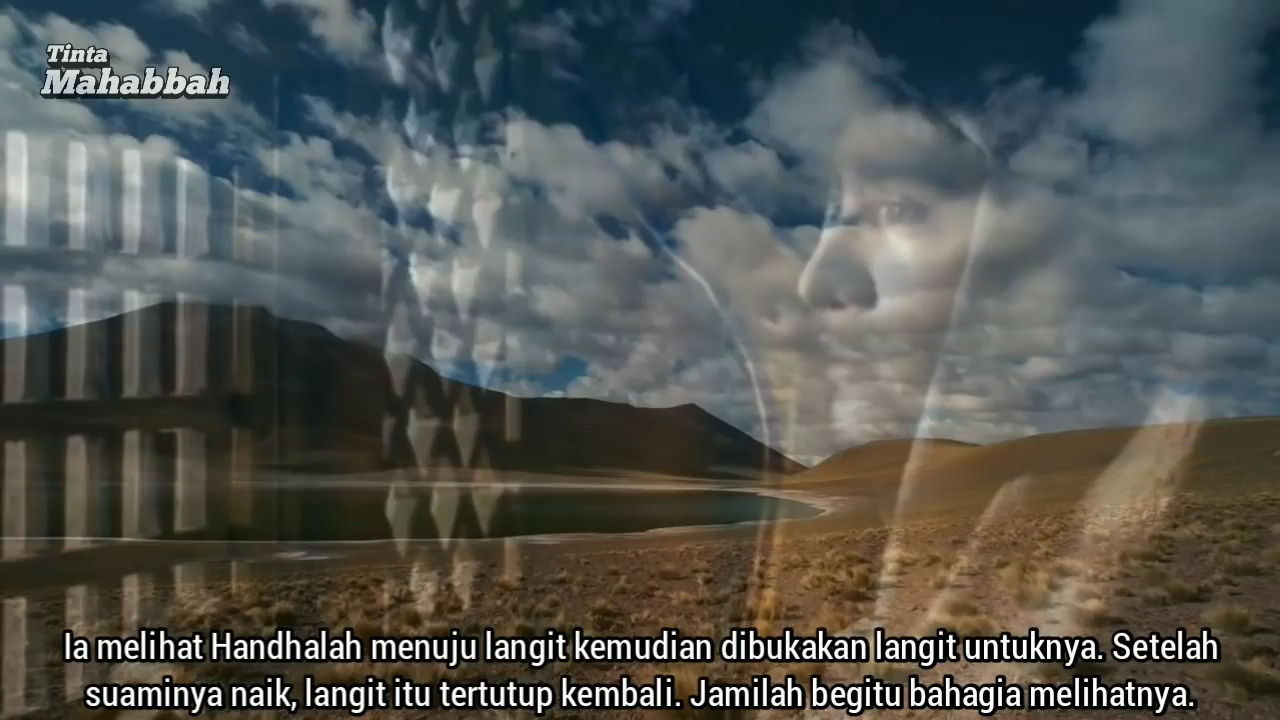 Tinta
Mahabbah
Ia melihat Handhalah menuju langit kemudian dibukakan langit untuknya. Setelah
suaminya naik, langit itu tertutup kembali. Jamilah begitu bahagia melihatnya.